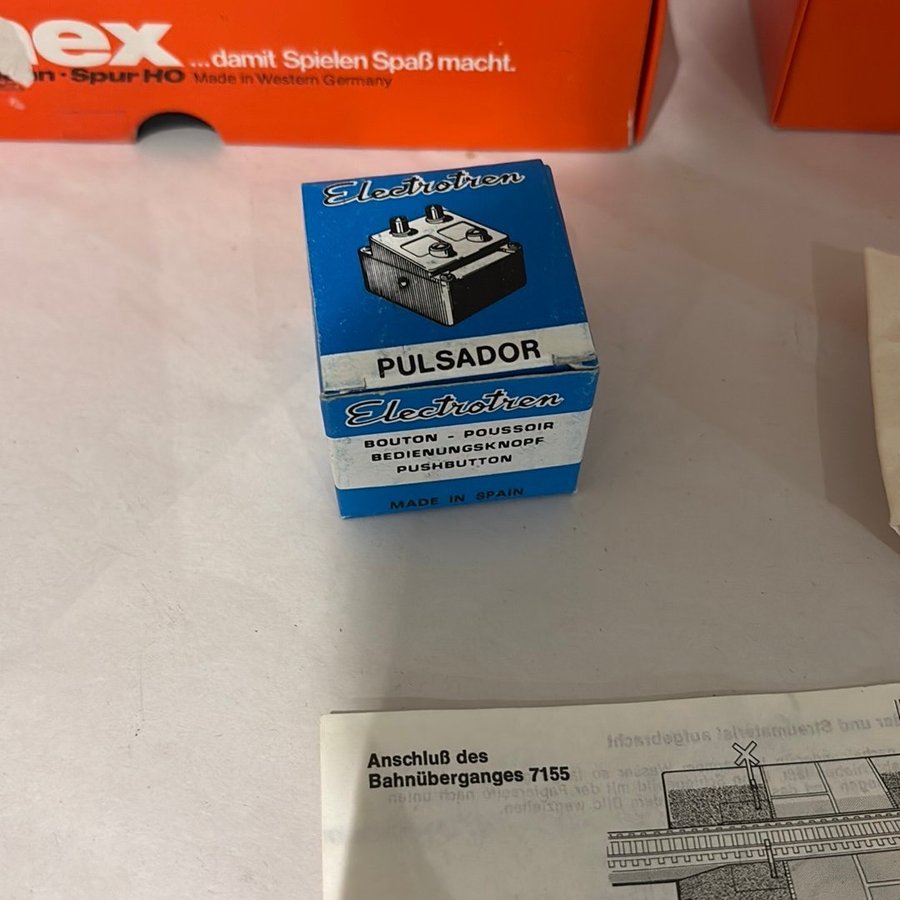 ...damit Spielen Spaß macht.
Spur HO Made in Western Germany
Electrotren
PULSADOR
Electrotren
BOUTON - POUSSOIR
BEDIENUNGSKNOPF
PUSHBUTTON
MADE IN SPAIN
Anschluß des
Bahnüberganges 7155